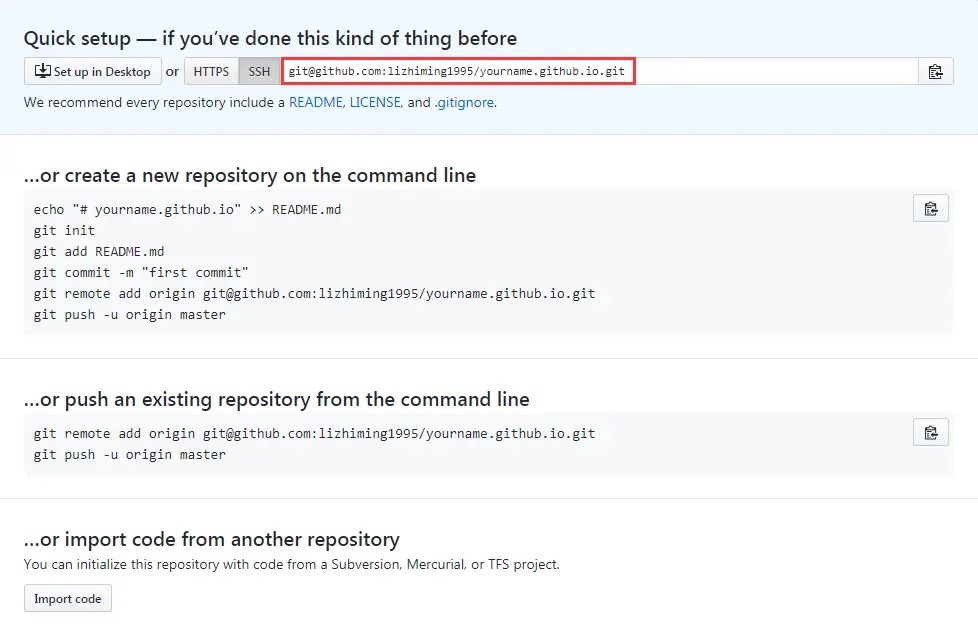 Quick setup — if you’ve done this kind of thing before
Set up in Desktop or HTTPS SSH git@github.com:lizhiming1995/yourname.github.io.git
We recommend every repository include a README, LICENSE, and .gitignore.
…or create a new repository on the command line
echo "# yourname.github.io" >> README.md
git init
git add README.md
git commit -m "first commit"
git remote add origin git@github.com:lizhiming1995/yourname.github.io.git
git push -u origin master
…or push an existing repository from the command line
git remote add origin git@github.com:lizhiming1995/yourname.github.io.git
git push -u origin master
…or import code from another repository
You can initialize this repository with code from a Subversion, Mercurial, or TFS project.
Import code